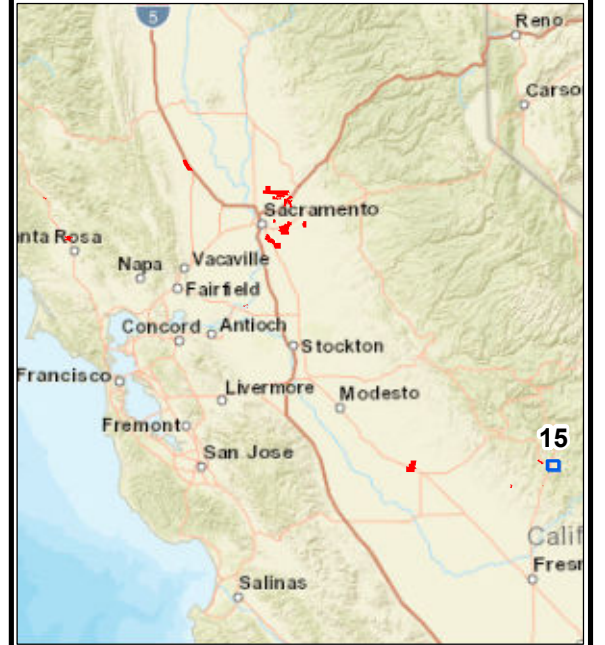 5
Reno
Carso
Sacramento
nta Rosa
Vacaville
Napa
Fairfield
Concord
Antioch
Stockton
Francisco
Livermore
Modesto
Fremont
15
San Jose
Calif
Fresr
Salinas